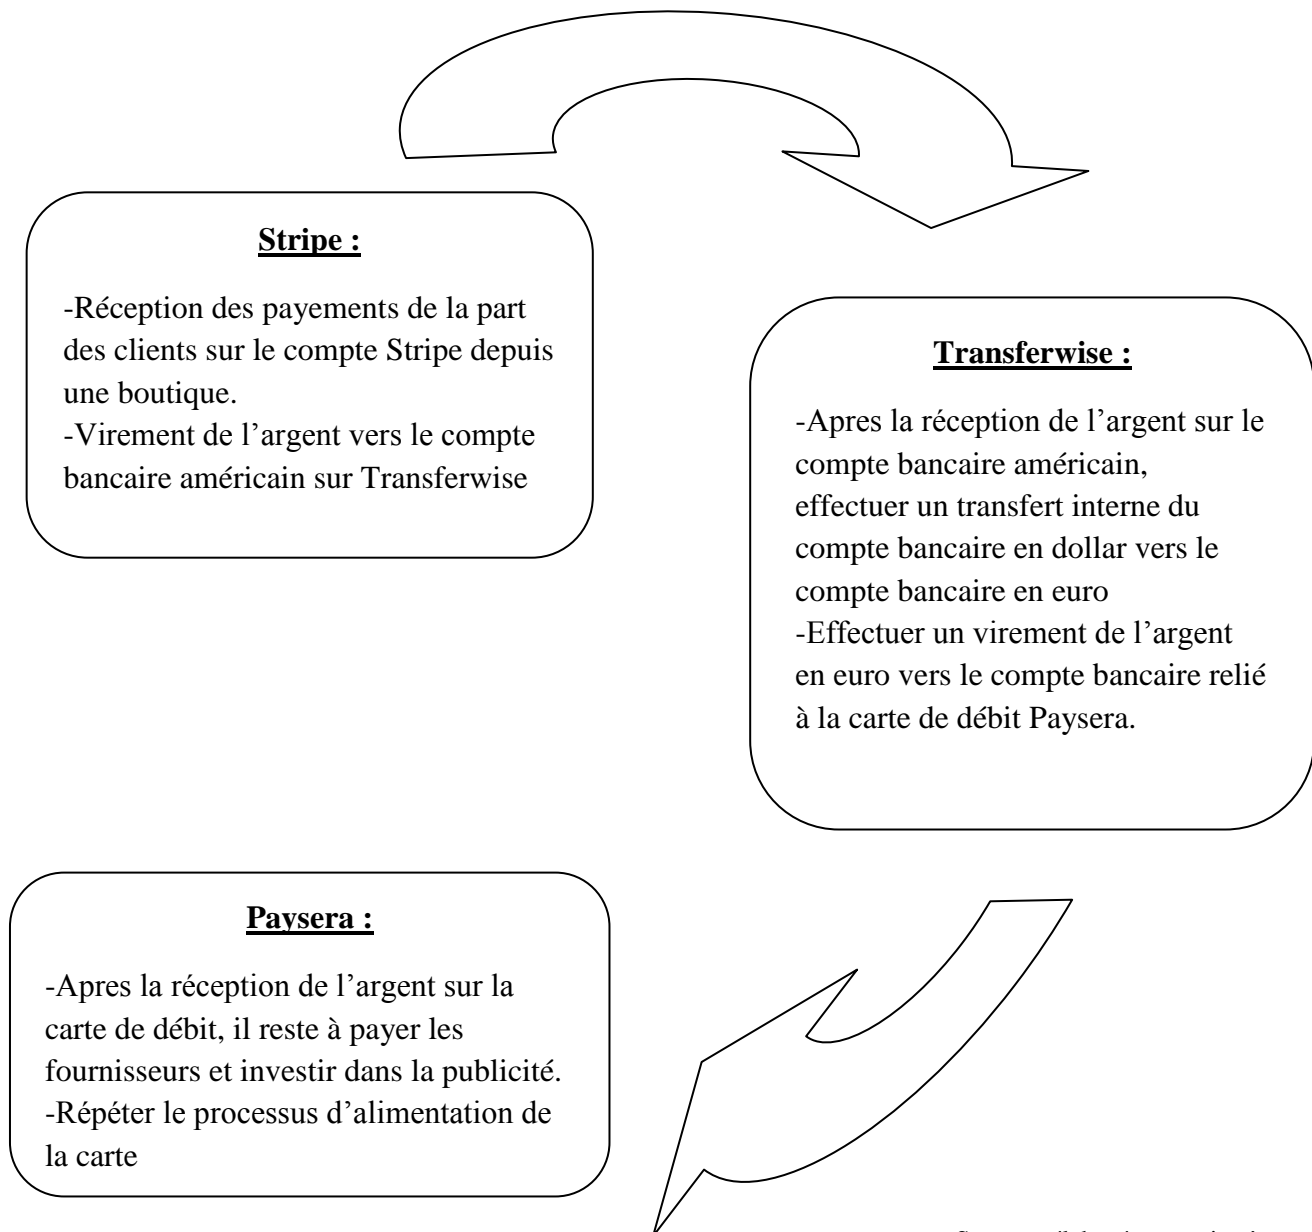 Stripe :
-Réception des payements de la part
des clients sur le compte Stripe depuis
une boutique.
-Virement de l’argent vers le compte
bancaire américain sur Transferwise
Transferwise :
-Apres la réception de l’argent sur le
compte bancaire américain,
effectuer un transfert interne du
compte bancaire en dollar vers le
compte bancaire en euro
-Effectuer un virement de l’argent
en euro vers le compte bancaire relié
à la carte de débit Paysera.
Paysera :
-Apres la réception de l’argent sur la
carte de débit, il reste à payer les
fournisseurs et investir dans la publicité.
-Répéter le processus d’alimentation de
la carte